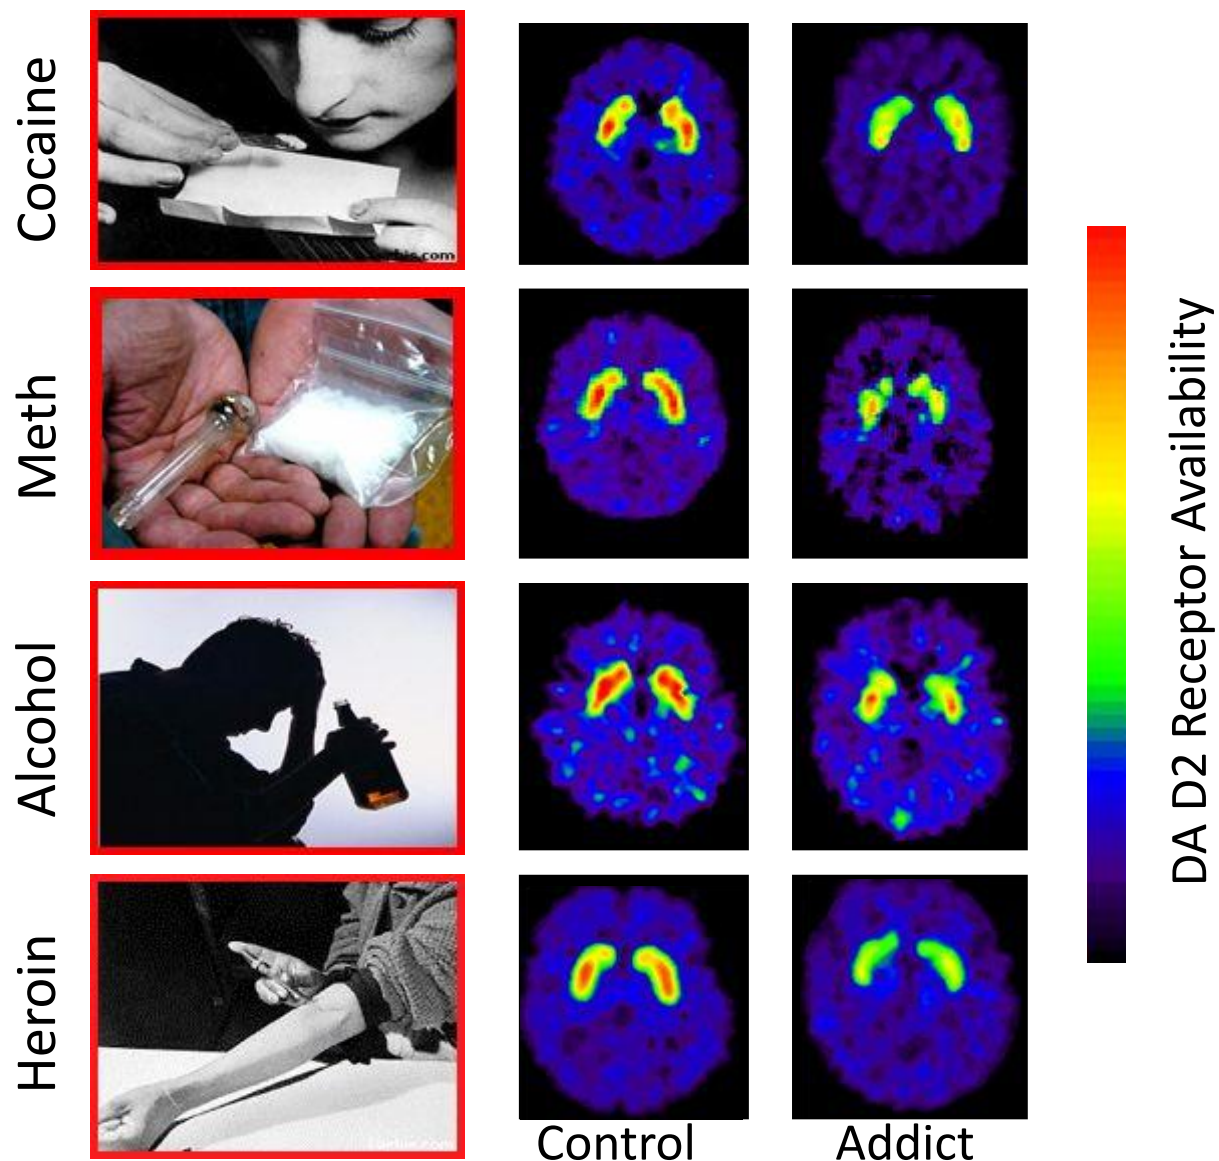 Cocaine
Meth
Alcohol
Heroin
Control
Addict
DA D2 Receptor Availability